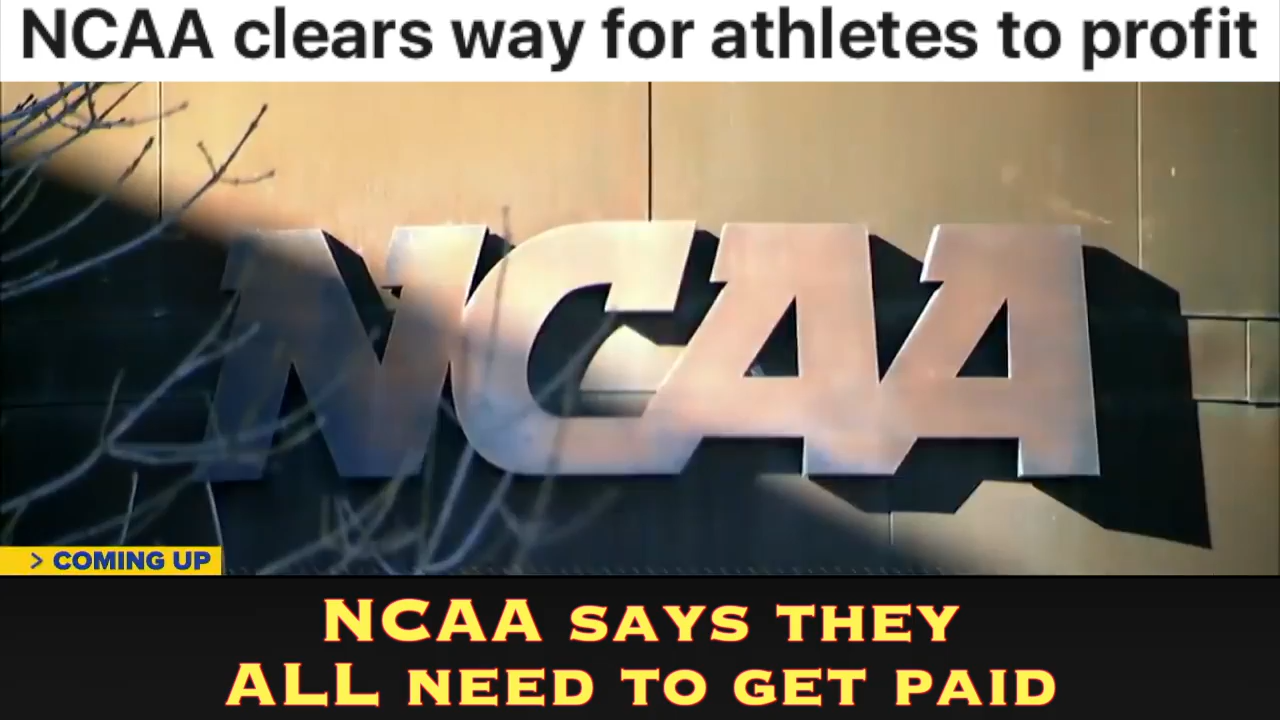 NCAA clears way for athletes to profit
NCAA
> COMING UP
NCAA SAYS THEY
ALL NEED TO GET PAID